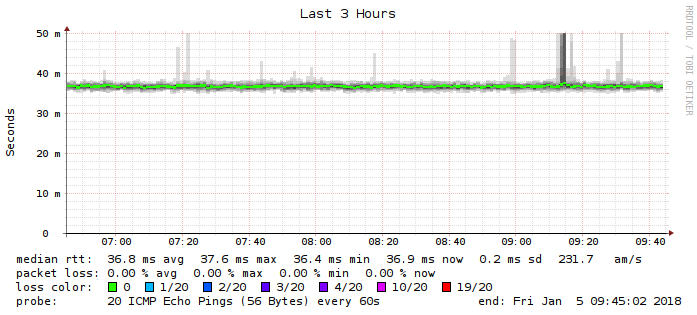 Last 3 Hours
RRDTOOL / TOBI OETIKER
Seconds
50 m
40 m
30 m
20 m
10 m
0
07:00 07:20 07:40 08:00 08:20 08:40 09:00 09:20 09:40
median rtt: 36.8 ms avg 37.6 ms max 36.4 ms min 36.9 ms now 0.2 ms sd 231.7 am/s
packet loss: 0.00 % avg 0.00 % max 0.00 % min 0.00 % now
loss color: 0 1/20 2/20 3/20 4/20 10/20 19/20
probe: 20 ICMP Echo Pings (56 Bytes) every 60s end: Fri Jan 5 09:45:02 2018